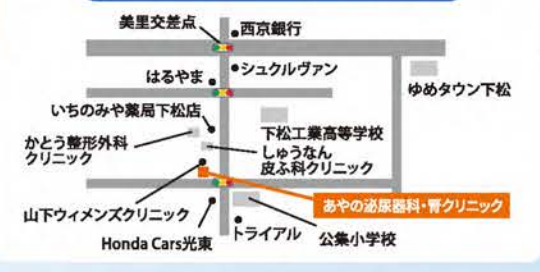 美里交差点
西京銀行
シュクルヴァン
はるやま
ゆめタウン下松
いちのみや薬局下松店
かとう整形外科
クリニック
下松工業高等学校
しゅうなん
皮ふ科クリニック
あやの泌尿器科・腎クリニック
山下ウィメンズクリニック
Honda Cars光東
トライアル
公集小学校